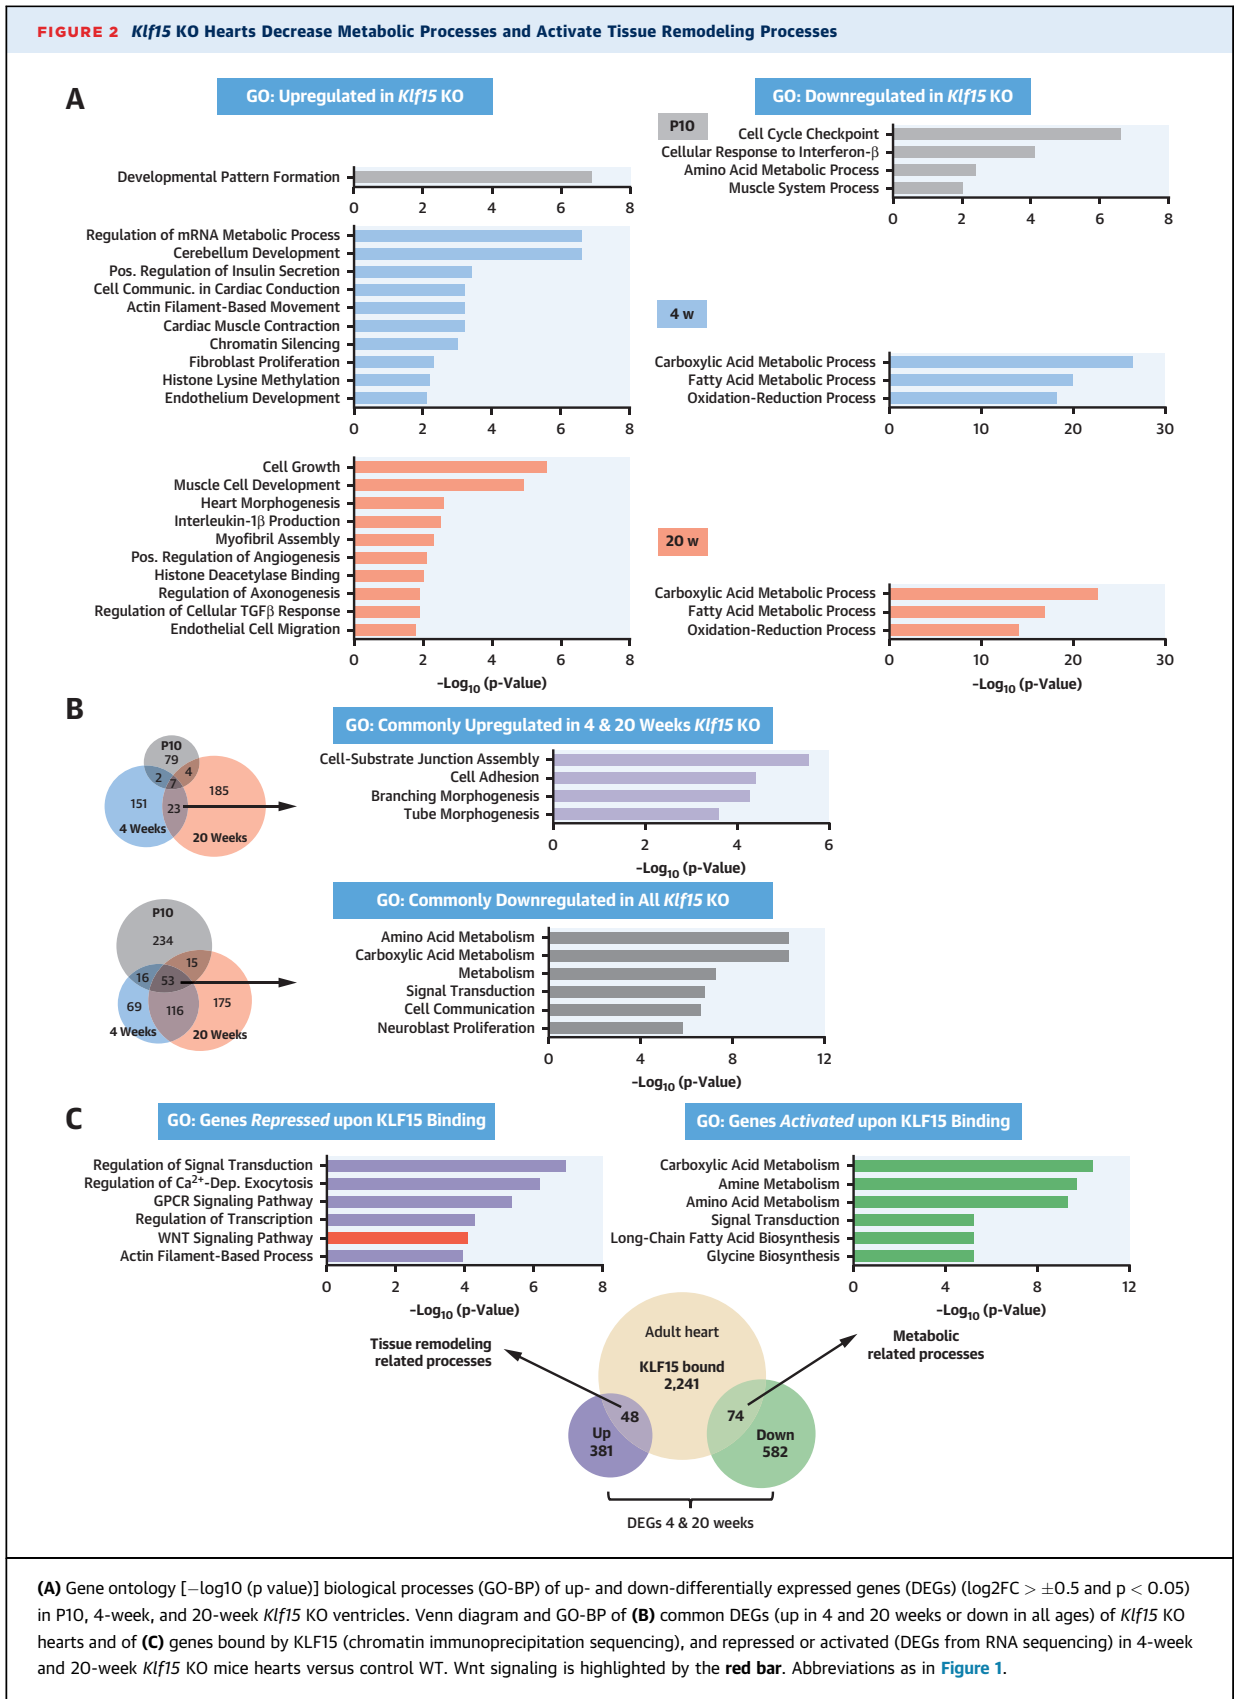 FIGURE 2 Klf15 KO Hearts Decrease Metabolic Processes and Activate Tissue Remodeling Processes
A
GO: Upregulated in Klf15 KO
GO: Downregulated in Klf15 KO
P10
Developmental Pattern Formation
0 2 4 6 8
Cell Cycle Checkpoint
Cellular Response to Interferon-β
Amino Acid Metabolic Process
Muscle System Process
0 2 4 6 8
Regulation of mRNA Metabolic Process
Cerebellum Development
Pos. Regulation of Insulin Secretion
Cell Communic. in Cardiac Conduction
Actin Filament-Based Movement
Cardiac Muscle Contraction
Chromatin Silencing
Fibroblast Proliferation
Histone Lysine Methylation
Endothelium Development
0 2 4 6 8
4 w
Carboxylic Acid Metabolic Process
Fatty Acid Metabolic Process
Oxidation-Reduction Process
0 10 20 30
Cell Growth
Muscle Cell Development
Heart Morphogenesis
Interleukin-1β Production
Myofibril Assembly
Pos. Regulation of Angiogenesis
Histone Deacetylase Binding
Regulation of Axonogenesis
Regulation of Cellular TGFβ Response
Endothelial Cell Migration
0 2 4 6 8
–Log10 (p-Value)
20 w
Carboxylic Acid Metabolic Process
Fatty Acid Metabolic Process
Oxidation-Reduction Process
0 10 20 30
–Log10 (p-Value)
B
GO: Commonly Upregulated in 4 & 20 Weeks Klf15 KO
P10
79
2 7 4
151 23 185
4 Weeks
20 Weeks
Cell-Substrate Junction Assembly
Cell Adhesion
Branching Morphogenesis
Tube Morphogenesis
0 2 4 6
–Log10 (p-Value)
GO: Commonly Downregulated in All Klf15 KO
P10
234
15
16 53
69 116 175
4 Weeks
20 Weeks
Amino Acid Metabolism
Carboxylic Acid Metabolism
Metabolism
Signal Transduction
Cell Communication
Neuroblast Proliferation
0 4 8 12
–Log10 (p-Value)
C
GO: Genes Repressed upon KLF15 Binding
GO: Genes Activated upon KLF15 Binding
Regulation of Signal Transduction
Regulation of Ca2+-Dep. Exocytosis
GPCR Signaling Pathway
Regulation of Transcription
WNT Signaling Pathway
Actin Filament-Based Process
0 2 4 6 8
–Log10 (p-Value)
Carboxylic Acid Metabolism
Amine Metabolism
Amino Acid Metabolism
Signal Transduction
Long-Chain Fatty Acid Biosynthesis
Glycine Biosynthesis
0 4 8 12
–Log10 (p-Value)
Tissue remodeling
related processes
Adult heart
KLF15 bound
2,241
Metabolic
related processes
48
74
Up
381
Down
582
DEGs 4 & 20 weeks
(A) Gene ontology [−log10 (p value)] biological processes (GO-BP) of up- and down-differentially expressed genes (DEGs) (log2FC > ±0.5 and p < 0.05)
in P10, 4-week, and 20-week Klf15 KO ventricles. Venn diagram and GO-BP of (B) common DEGs (up in 4 and 20 weeks or down in all ages) of Klf15 KO
hearts and of (C) genes bound by KLF15 (chromatin immunoprecipitation sequencing), and repressed or activated (DEGs from RNA sequencing) in 4-week
and 20-week Klf15 KO mice hearts versus control WT. Wnt signaling is highlighted by the red bar. Abbreviations as in Figure 1.